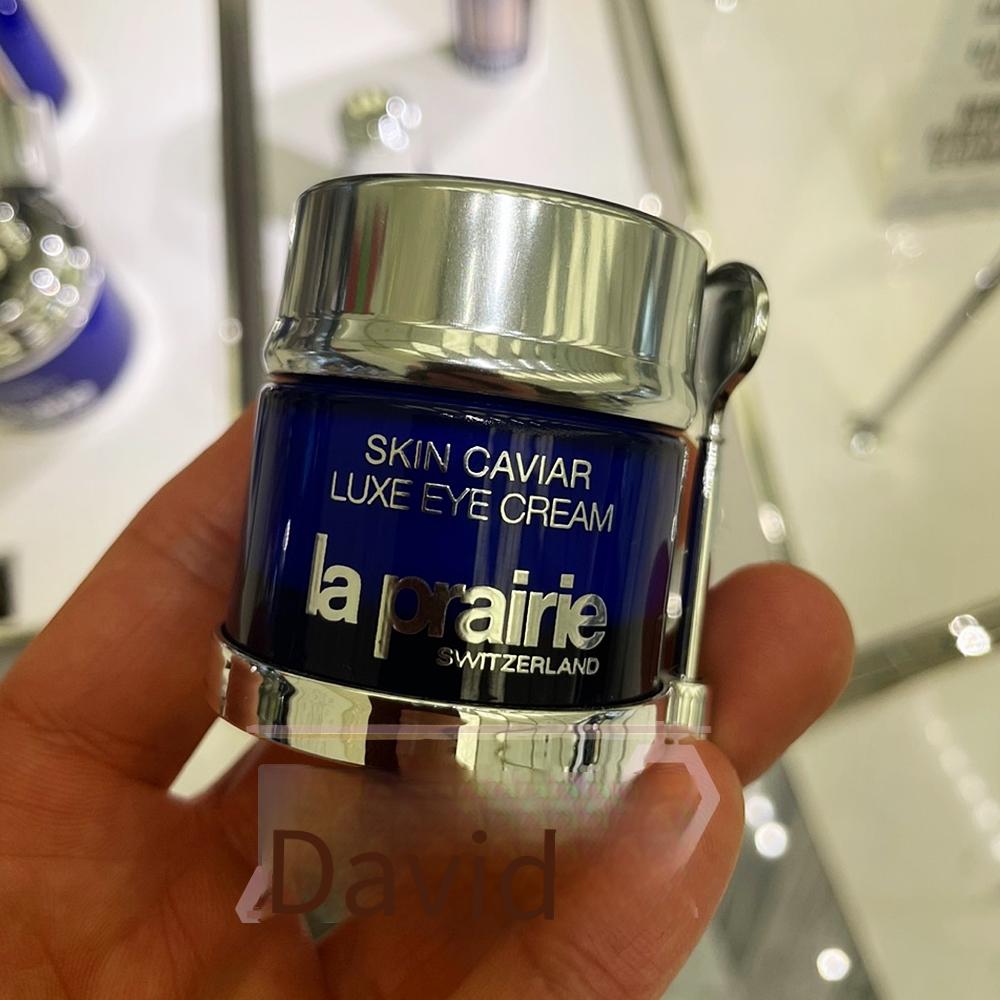 SKIN CAVIAR
LUXE EYE CREAM
la prairie
SWITZERLAND
David